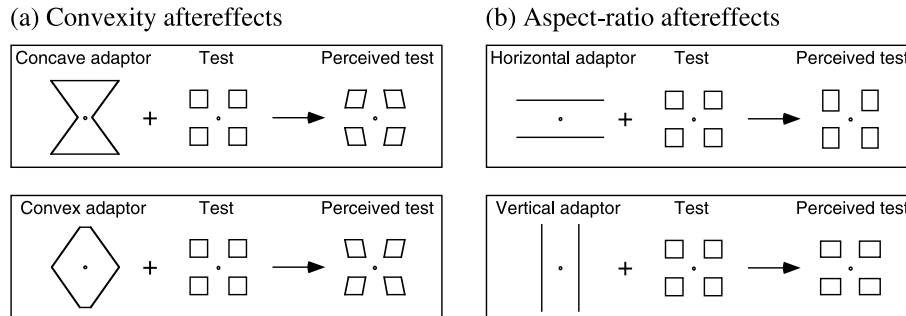 (a) Convexity aftereffects
Concave adaptor Test Perceived test
+
Convex adaptor Test Perceived test
+
(b) Aspect-ratio aftereffects
Horizontal adaptor Test Perceived test
+
Vertical adaptor Test Perceived test
+